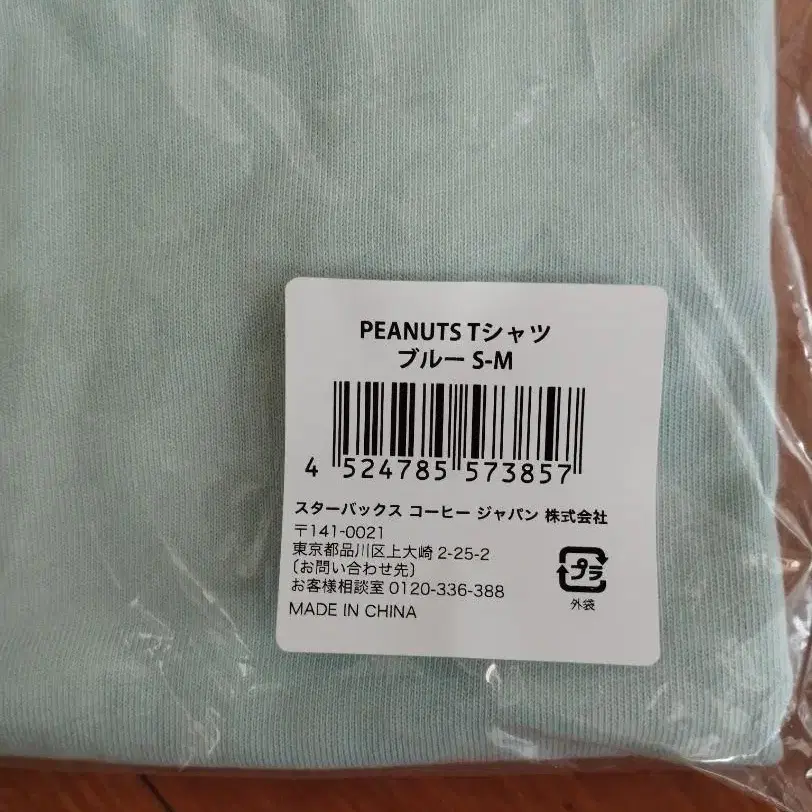 PEANUTS Tシャツ
ブルー S-M
4 524785 573857
スターバックス コーヒー ジャパン 株式会社
〒141-0021
東京都品川区上大崎 2-25-2
〔お問い合わせ先〕
お客様相談室 0120-336-388
MADE IN CHINA
プラ
外袋